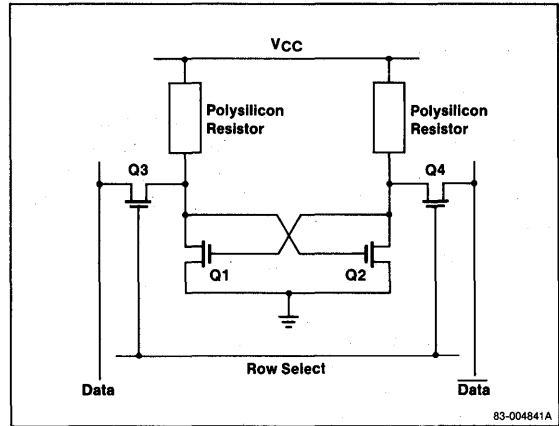 VCC
Polysilicon
Resistor
Polysilicon
Resistor
Q3
Q4
Q1
Q2
Row Select
Data
Data
83-004841A